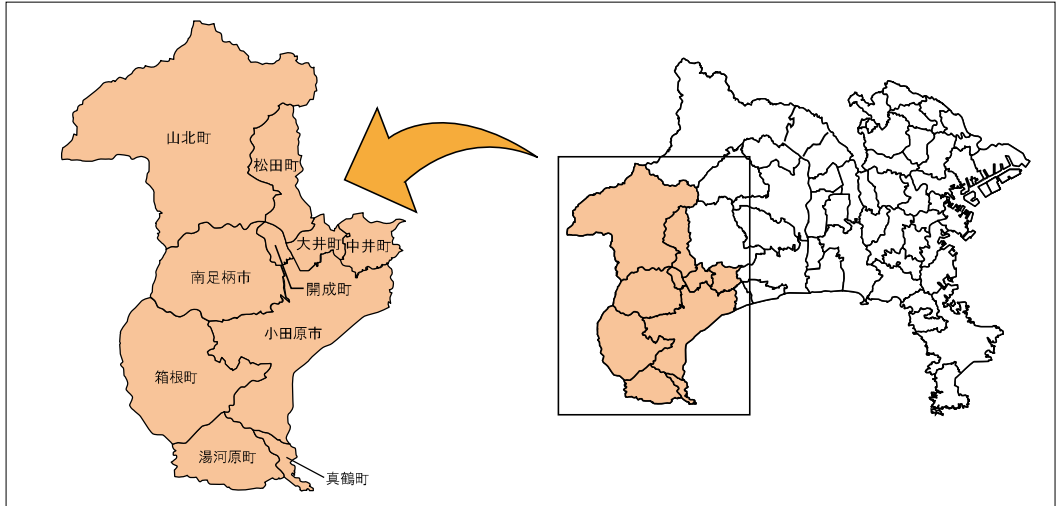 山北町
松田町
大井町
中井町
南足柄市
開成町
小田原市
箱根町
湯河原町
真鶴町